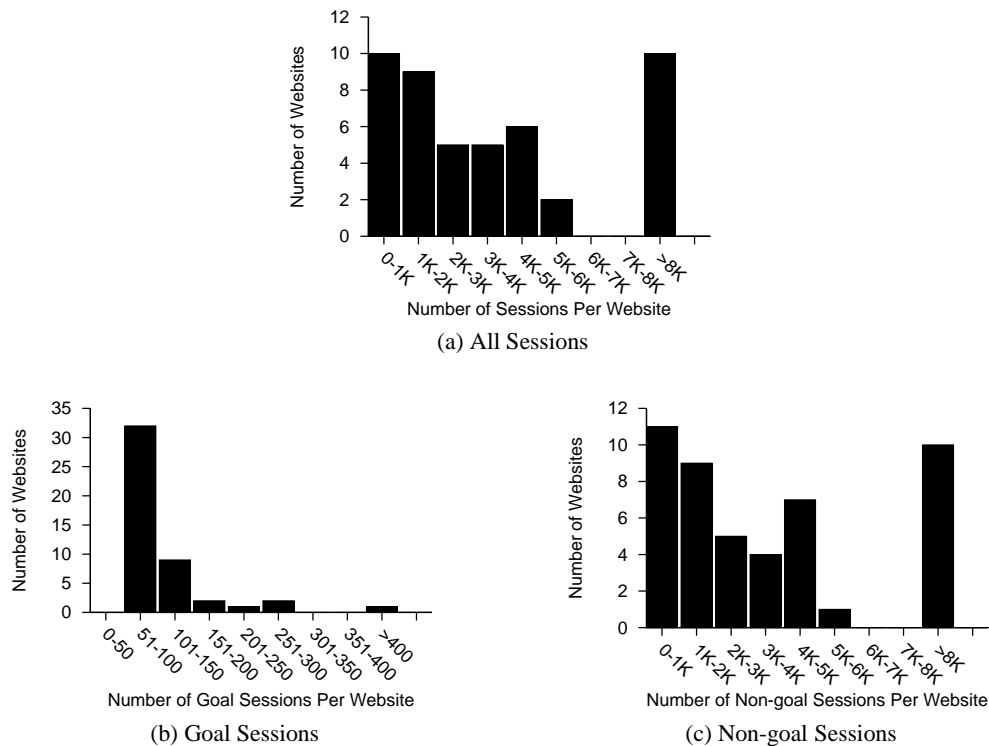 12
10
8
6
4
2
0
Number of Websites
0-1K
1K-2K
2K-3K
3K-4K
4K-5K
5K-6K
6K-7K
7K-8K
>8K
Number of Sessions Per Website
(a) All Sessions
35
30
25
20
15
10
5
0
Number of Websites
0-50
51-100
101-150
151-200
201-250
251-300
301-350
351-400
>400
Number of Goal Sessions Per Website
(b) Goal Sessions
12
10
8
6
4
2
0
Number of Websites
0-1K
1K-2K
2K-3K
3K-4K
4K-5K
5K-6K
6K-7K
7K-8K
>8K
Number of Non-goal Sessions Per Website
(c) Non-goal Sessions